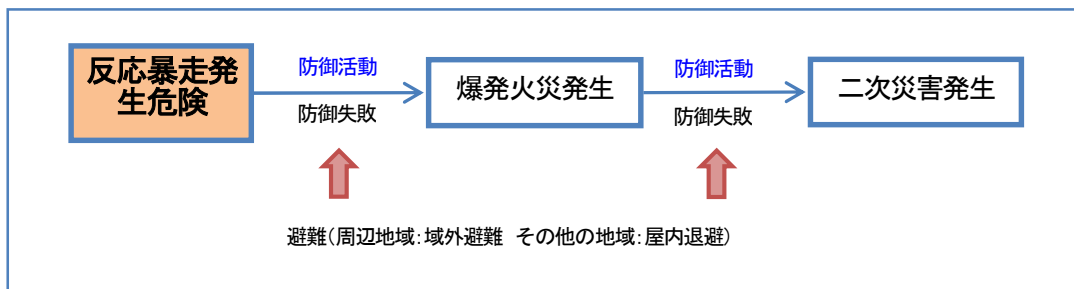 反応暴走発
生危険
防御活動
防御失敗
爆発火災発生
防御活動
防御失敗
二次災害発生
避難(周辺地域:域外避難 その他の地域:屋内退避)